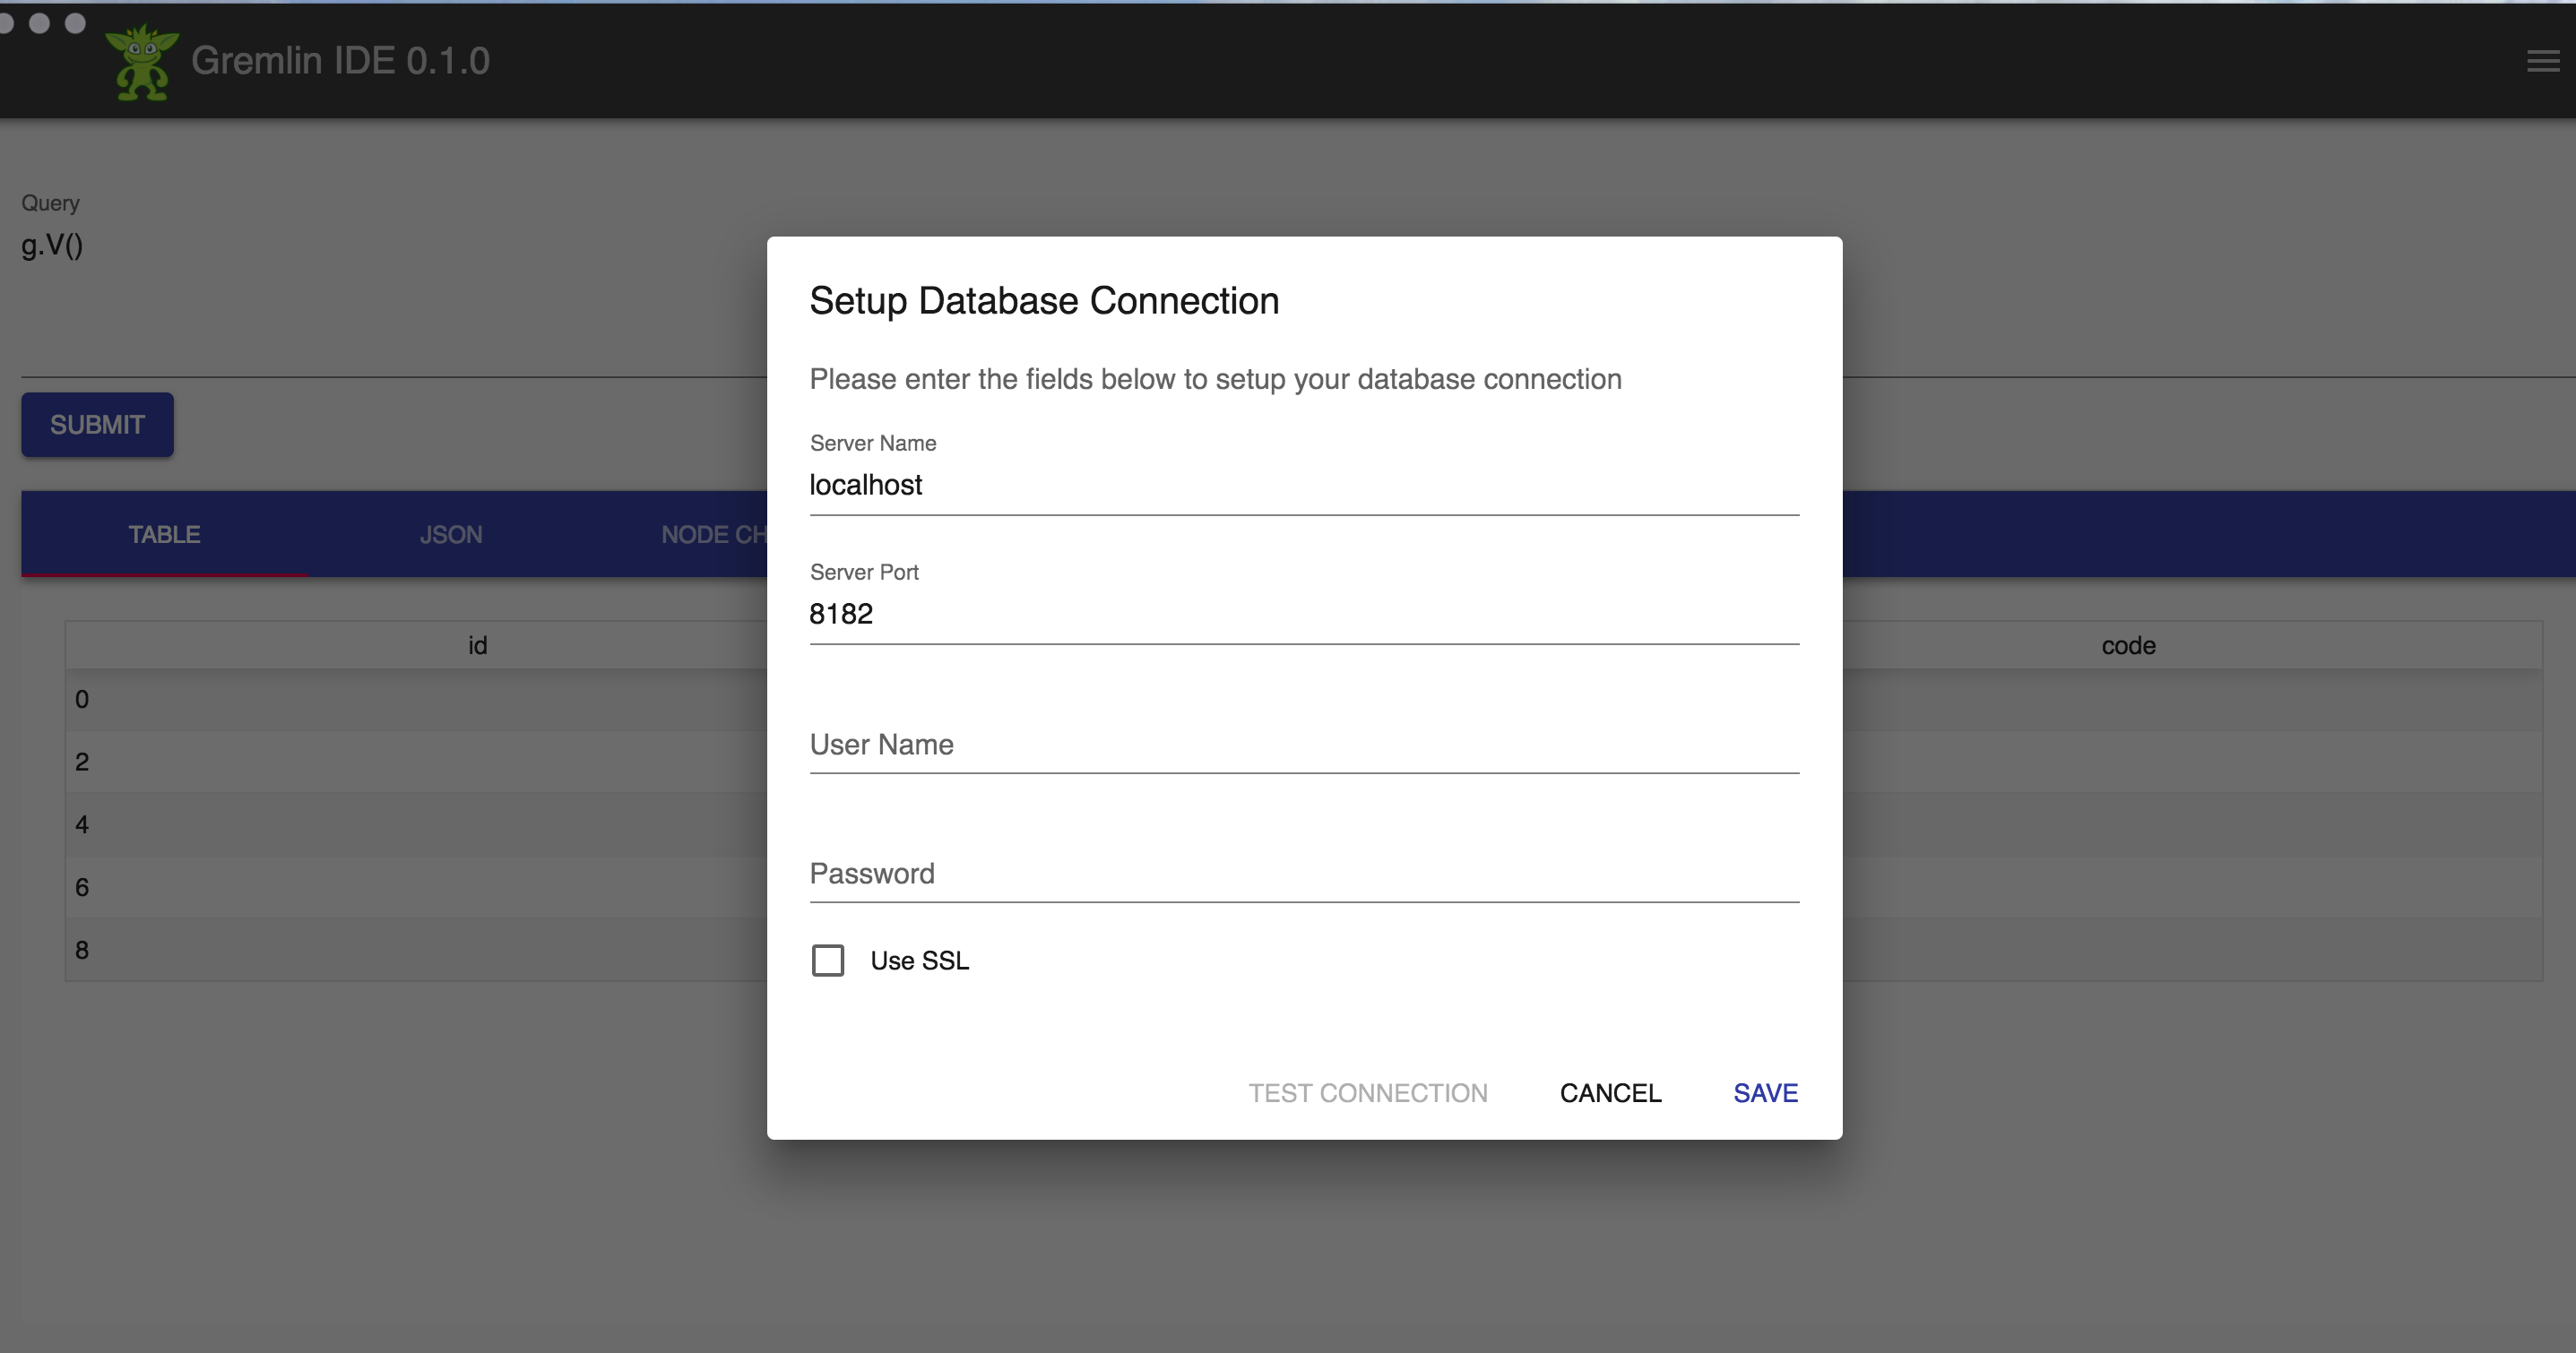 Gremlin IDE 0.1.0
Query
g.V()
SUBMIT
TABLE JSON NODE CH
id code
0
2
4
6
8
Setup Database Connection
Please enter the fields below to setup your database connection
Server Name
localhost
Server Port
8182
User Name
Password
Use SSL
TEST CONNECTION CANCEL SAVE